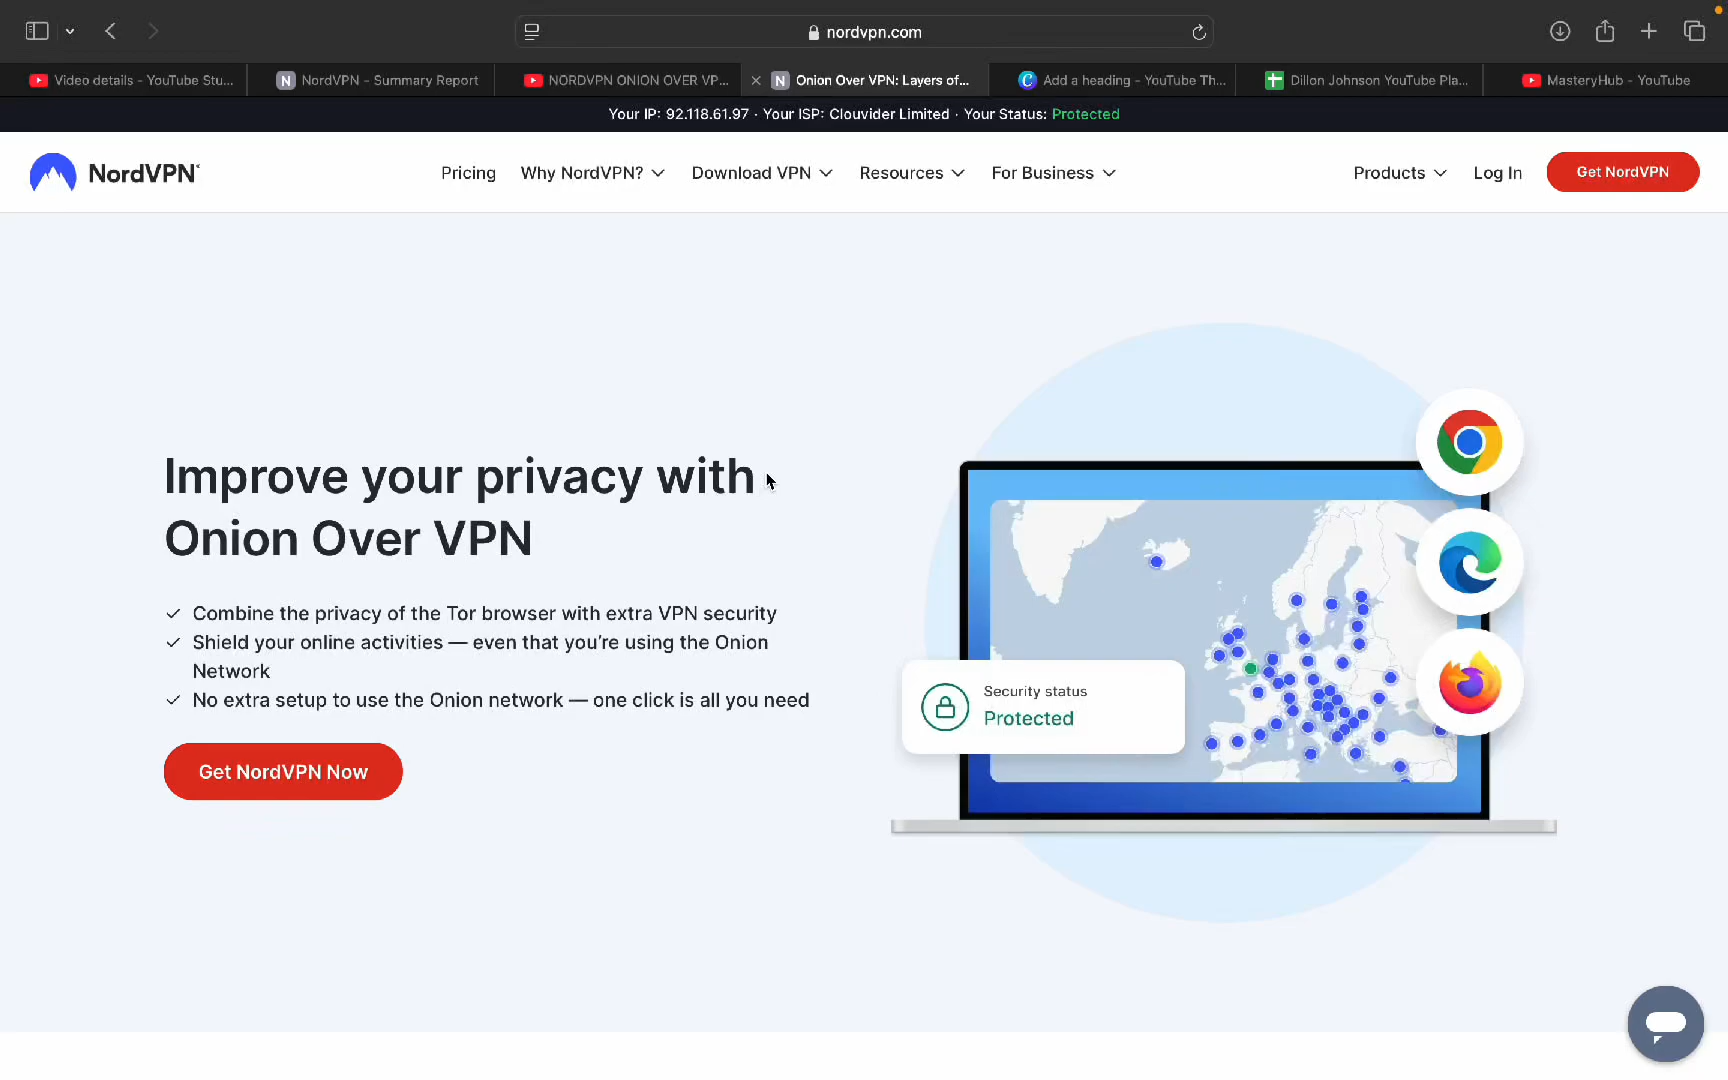 nordvpn.com
Video details - YouTube Stu...
NordVPN - Summary Report
NORDVPN ONION OVER VP...
Onion Over VPN: Layers of...
Add a heading - YouTube Th...
Dillon Johnson YouTube Pla...
MasteryHub - YouTube
Your IP: 92.118.61.97 · Your ISP: Clouvider Limited · Your Status: Protected
NordVPN®
Pricing
Why NordVPN?
Download VPN
Resources
For Business
Products
Log In
Get NordVPN
Improve your privacy with
Onion Over VPN
Combine the privacy of the Tor browser with extra VPN security
Shield your online activities — even that you're using the Onion
Network
No extra setup to use the Onion network — one click is all you need
Get NordVPN Now
Security status
Protected